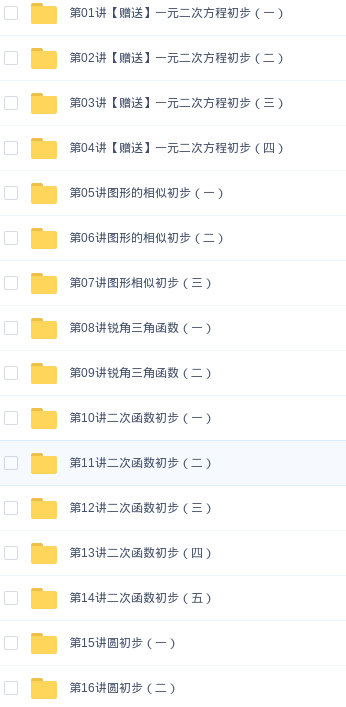 第01讲【赠送】一元二次方程初步（一）
第02讲【赠送】一元二次方程初步（二）
第03讲【赠送】一元二次方程初步（三）
第04讲【赠送】一元二次方程初步（四）
第05讲图形的相似初步（一）
第06讲图形的相似初步（二）
第07讲图形相似初步（三）
第08讲锐角三角函数（一）
第09讲锐角三角函数（二）
第10讲二次函数初步（一）
第11讲二次函数初步（二）
第12讲二次函数初步（三）
第13讲二次函数初步（四）
第14讲二次函数初步（五）
第15讲圆初步（一）
第16讲圆初步（二）